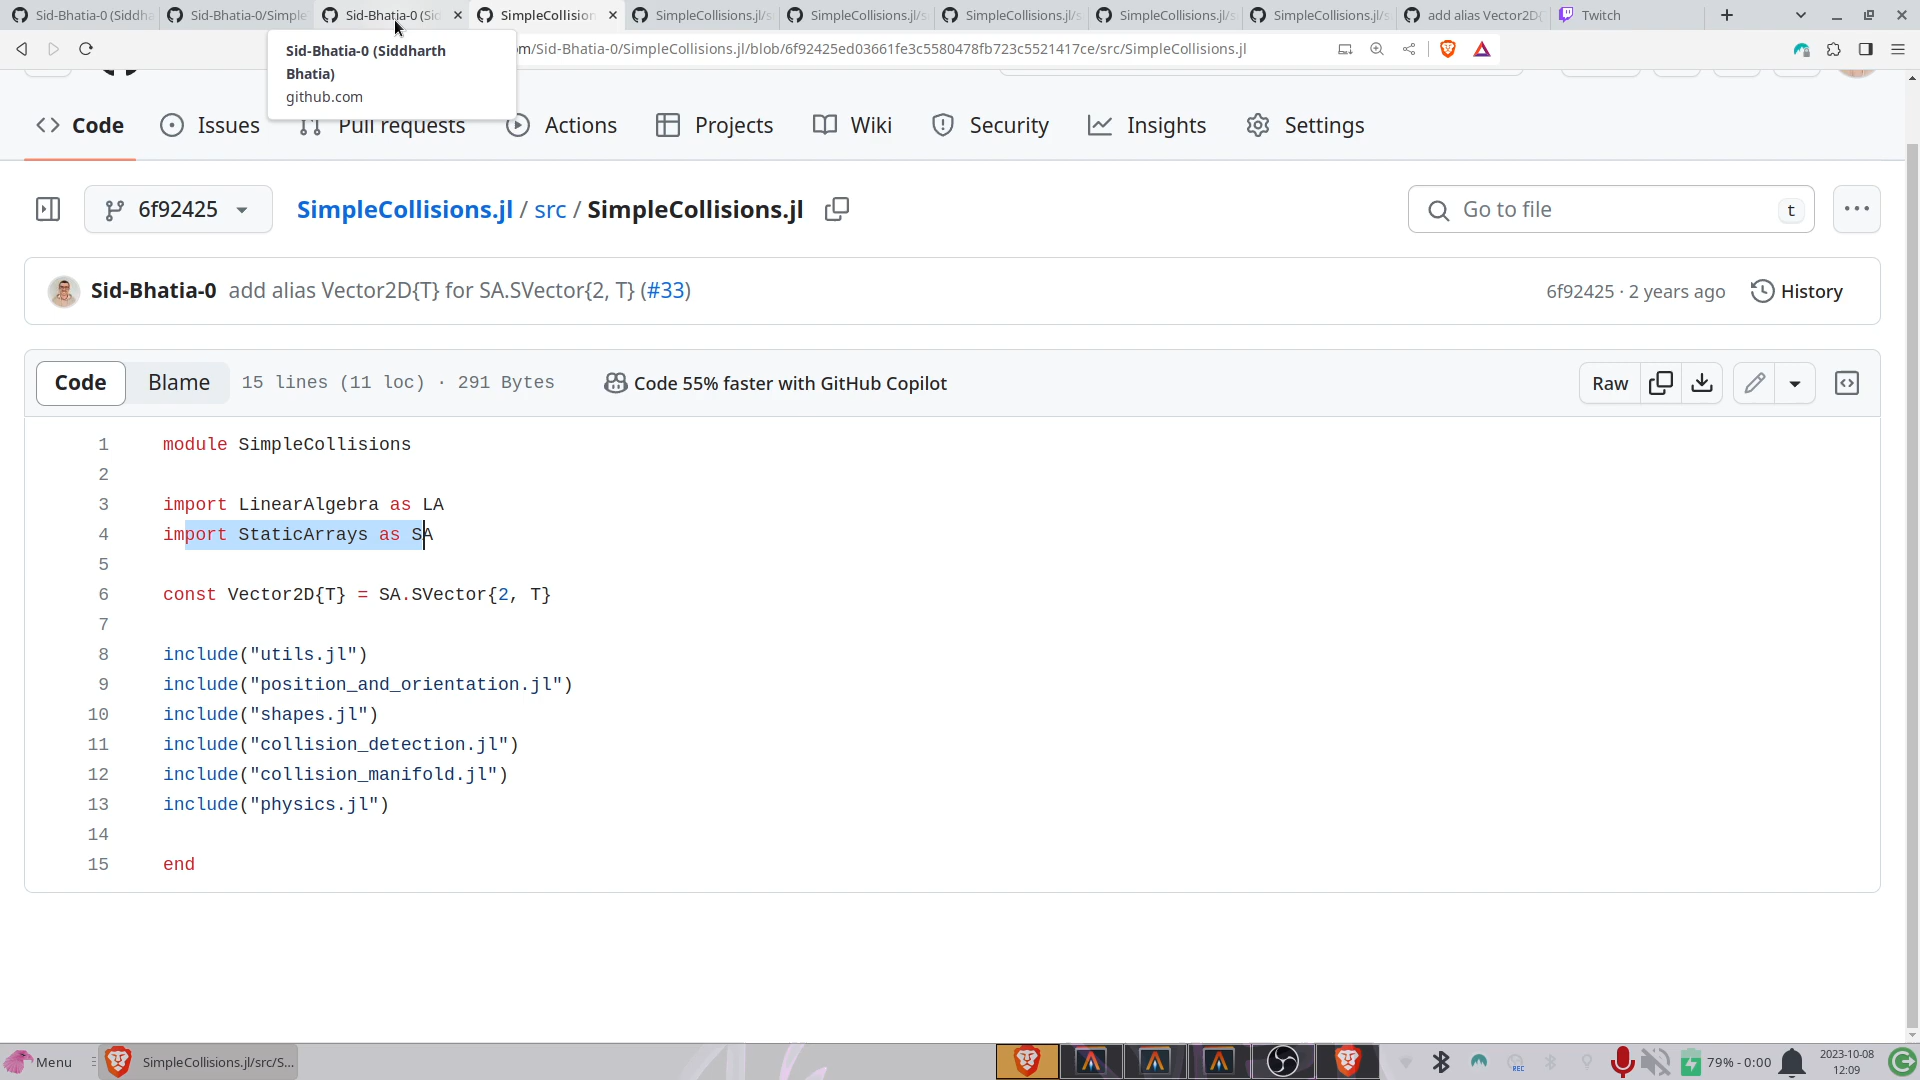 Sid-Bhatia-0 (Siddha
Sid-Bhatia-0/Simple
Sid-Bhatia-0 (Sid
SimpleCollision
SimpleCollisions.jl/s
SimpleCollisions.jl/s
SimpleCollisions.jl/s
SimpleCollisions.jl/s
SimpleCollisions.jl/s
add alias Vector2D{
Twitch
om/Sid-Bhatia-0/SimpleCollisions.jl/blob/6f92425ed03661fe3c5580478fb723c5521417ce/src/SimpleCollisions.jl
Sid-Bhatia-0 (Siddharth
Bhatia)
github.com
Code
Issues
Pull requests
Actions
Projects
Wiki
Security
Insights
Settings
6f92425
SimpleCollisions.jl / src / SimpleCollisions.jl
Go to file
t
Sid-Bhatia-0 add alias Vector2D{T} for SA.SVector{2, T} (#33)
6f92425 · 2 years ago
History
Code
Blame
15 lines (11 loc) · 291 Bytes
Code 55% faster with GitHub Copilot
Raw
1 module SimpleCollisions
2
3 import LinearAlgebra as LA
4 import StaticArrays as SA
5
6 const Vector2D{T} = SA.SVector{2, T}
7
8 include("utils.jl")
9 include("position_and_orientation.jl")
10 include("shapes.jl")
11 include("collision_detection.jl")
12 include("collision_manifold.jl")
13 include("physics.jl")
14
15 end
Menu
SimpleCollisions.jl/src/S...
REC
79% - 0:00
2023-10-08
12:09